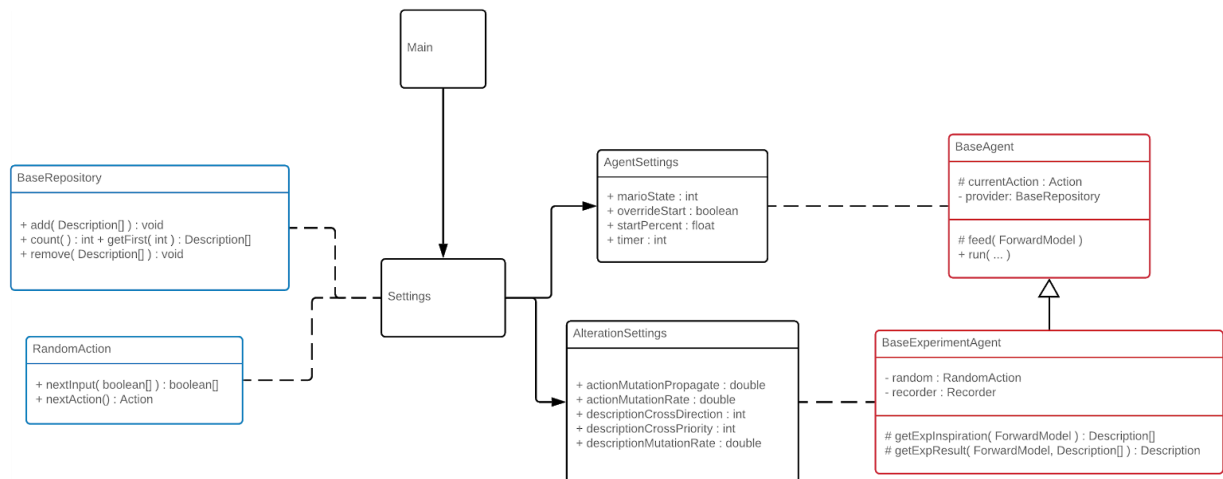 Main
BaseRepository
+ add( Description[] ) : void
+ count( ) : int + getFirst( int ) : Description[]
+ remove( Description[] ) : void
RandomAction
+ nextInput( boolean[] ) : boolean[]
+ nextAction() : Action
Settings
AgentSettings
+ marioState : int
+ overrideStart : boolean
+ startPercent : float
+ timer : int
AlterationSettings
+ actionMutationPropagate : double
+ actionMutationRate : double
+ descriptionCrossDirection : int
+ descriptionCrossPriority : int
+ descriptionMutationRate : double
BaseAgent
# currentAction : Action
- provider: BaseRepository
# feed( ForwardModel )
+ run( ... )
BaseExperimentAgent
- random : RandomAction
- recorder : Recorder
# getExpInspiration( ForwardModel ) : Description[]
# getExpResult( ForwardModel, Description[] ) : Description